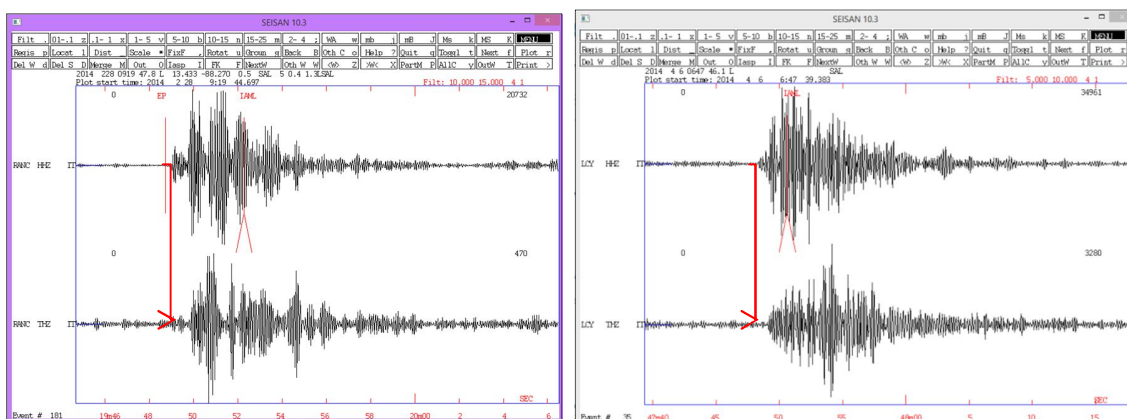 SEISAN 10.3
Filt . 01-.1 z .1- 1 x 1- 5 v 5-10 b 10-15 n 15-25 m 2- 4 ; WA w mb j mB J Ms k MS K MENU
Regis p Locat l Dist _ Scale * FixF , Rotat u Groun g Back B Oth C o Help ? Quit q Toggl t Next f Plot r
Del W d Del S D Merge M Out O Iasp I FK F NextW Oth W W <W> Z >W< X PartM P AllC Y OutW T Print >
2014 228 0919 47.8 L 13.433 -88.270 0.5 SAL 5 0.4 1.3LSAL
Plot start time: 2014 2 28 9:19 44.697 Filt: 10,000 15,000 4 1
0 EP IAML 20732
RANC HHZ IT
0 470
RANC THZ IT
SEC
Event # 181 19m46 48 50 52 54 56 58 20m00 2 4 6
SEISAN 10.3
Filt . 01-.1 z .1- 1 x 1- 5 v 5-10 b 10-15 n 15-25 m 2- 4 ; WA w mb j mB J Ms k MS K MENU
Regis p Locat l Dist _ Scale * FixF , Rotat u Groun g Back B Oth C o Help ? Quit q Toggl t Next f Plot r
Del W d Del S D Merge M Out O Iasp I FK F NextW Oth W W <W> Z >W< X PartM P AllC y OutW T Print >
2014 4 6 0647 46.1 L SAL
Plot start time: 2014 4 6 6:47 39.383 Filt: 5,000 10,000 4 1
0 IAML 34961
LCY HHZ IT
0 3280
LCY THZ IT
SEC
Event # 35 47m40 45 50 55 48m00 5 10 15